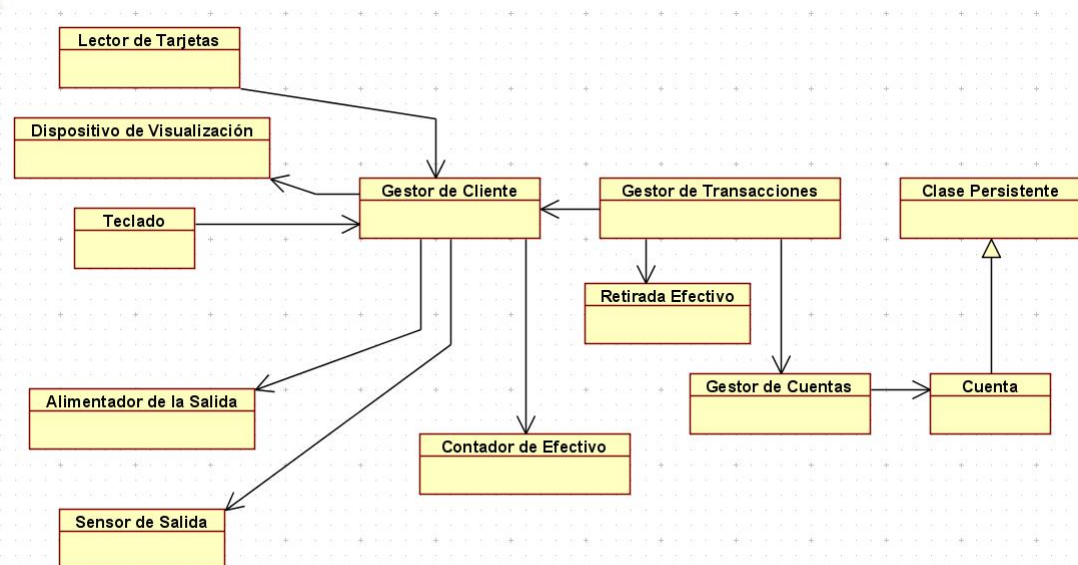 Lector de Tarjetas
Dispositivo de Visualización
Gestor de Cliente
Gestor de Transacciones
Clase Persistente
Teclado
Retirada Efectivo
Gestor de Cuentas
Cuenta
Alimentador de la Salida
Contador de Efectivo
Sensor de Salida